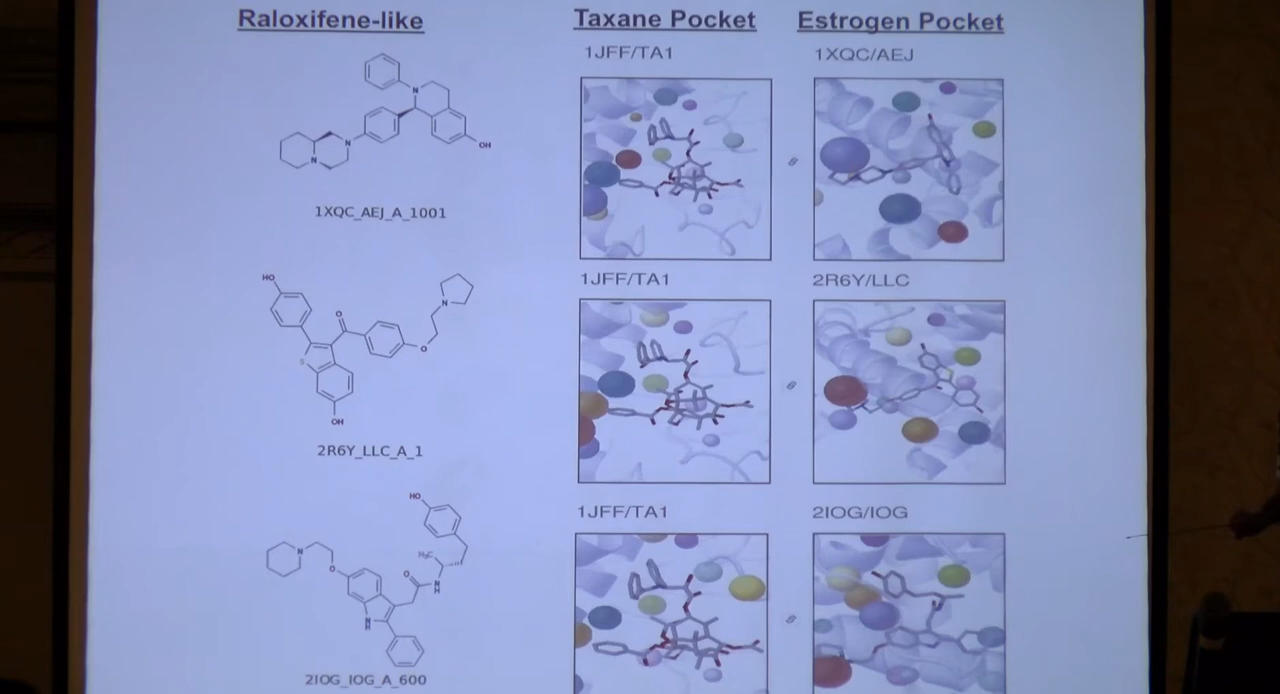 Raloxifene-like
Taxane Pocket
Estrogen Pocket
1JFF/TA1
1XQC/AEJ
N
N
N
OH
1XQC_AEJ_A_1001
1JFF/TA1
2R6Y/LLC
HO
O
N
S
O
OH
2R6Y_LLC_A_1
1JFF/TA1
2IOG/IOG
HO
N
O
H₃C
O
N
H
N
H
2IOG_IOG_A_600